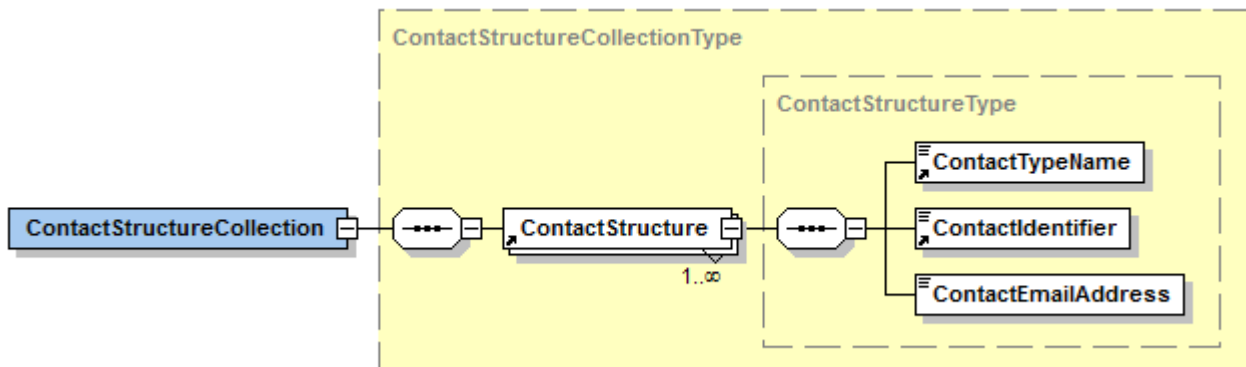 ContactStructureCollectionType
ContactStructureType
ContactTypeName
ContactStructureCollection
ContactStructure
ContactIdentifier
1..∞
ContactEmailAddress